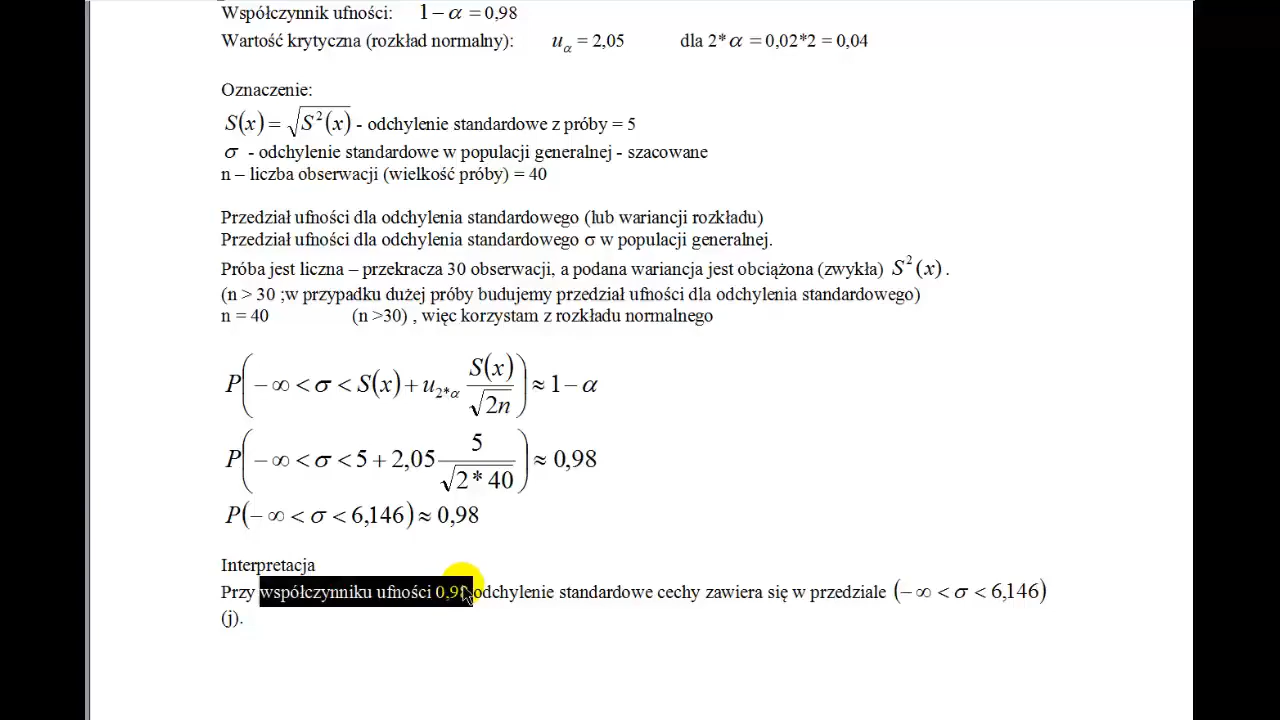 Współczynnik ufności: 1 − α = 0,98
Wartość krytyczna (rozkład normalny): uα = 2,05 dla 2*α = 0,02*2 = 0,04
Oznaczenie:
S(x) = √S²(x) - odchylenie standardowe z próby = 5
σ - odchylenie standardowe w populacji generalnej - szacowane
n – liczba obserwacji (wielkość próby) = 40
Przedział ufności dla odchylenia standardowego (lub wariancji rozkładu)
Przedział ufności dla odchylenia standardowego σ w populacji generalnej.
Próba jest liczna – przekracza 30 obserwacji, a podana wariancja jest obciążona (zwykła) S²(x).
(n > 30 ;w przypadku dużej próby budujemy przedział ufności dla odchylenia standardowego)
n = 40 (n >30) , więc korzystam z rozkładu normalnego
P(− ∞ < σ < S(x) + u2*α S(x)/√2n) ≈ 1 − α
P(− ∞ < σ < 5 + 2,05 5/√2 * 40) ≈ 0,98
P(− ∞ < σ < 6,146) ≈ 0,98
Interpretacja
Przy współczynniku ufności 0,98 odchylenie standardowe cechy zawiera się w przedziale (− ∞ < σ < 6,146)
(j).